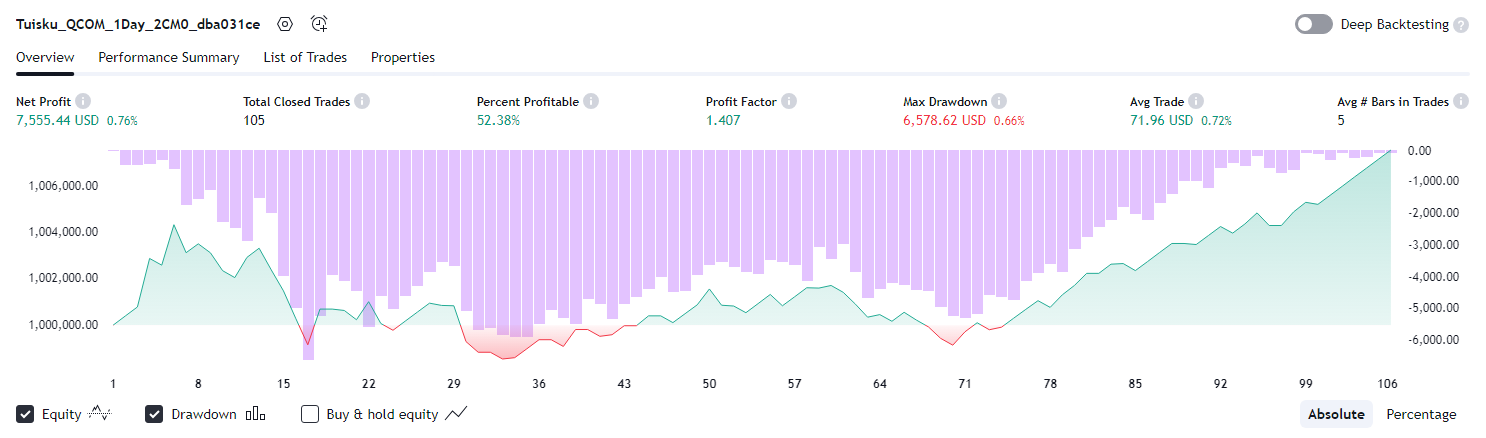 Tuisku_QCOM_1Day_2CM0_dba031ce
Deep Backtesting ?
Overview Performance Summary List of Trades Properties
Net Profit Total Closed Trades Percent Profitable Profit Factor Max Drawdown Avg Trade Avg # Bars in Trades
7,555.44 USD 0.76% 105 52.38% 1.407 6,578.62 USD 0.66% 71.96 USD 0.72% 5
0.00
1,006,000.00 -1,000.00
-2,000.00
1,004,000.00 -3,000.00
1,002,000.00 -4,000.00
-5,000.00
1,000,000.00 -6,000.00
1 8 15 22 29 36 43 50 57 64 71 78 85 92 99 106
Equity Drawdown Buy & hold equity Absolute Percentage